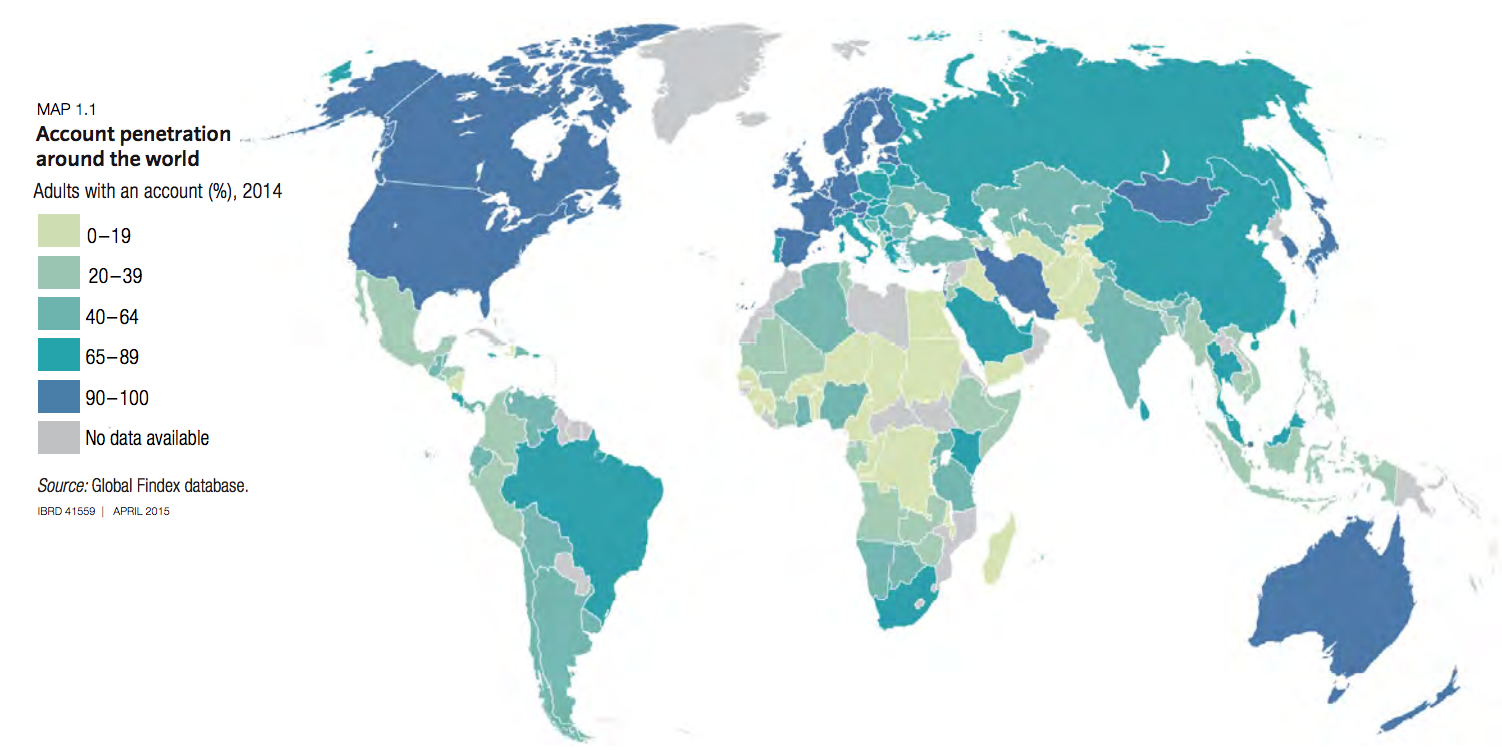 MAP 1.1
Account penetration
around the world
Adults with an account (%), 2014
0–19
20–39
40–64
65–89
90–100
No data available
Source: Global Findex database.
IBRD 41559 | APRIL 2015